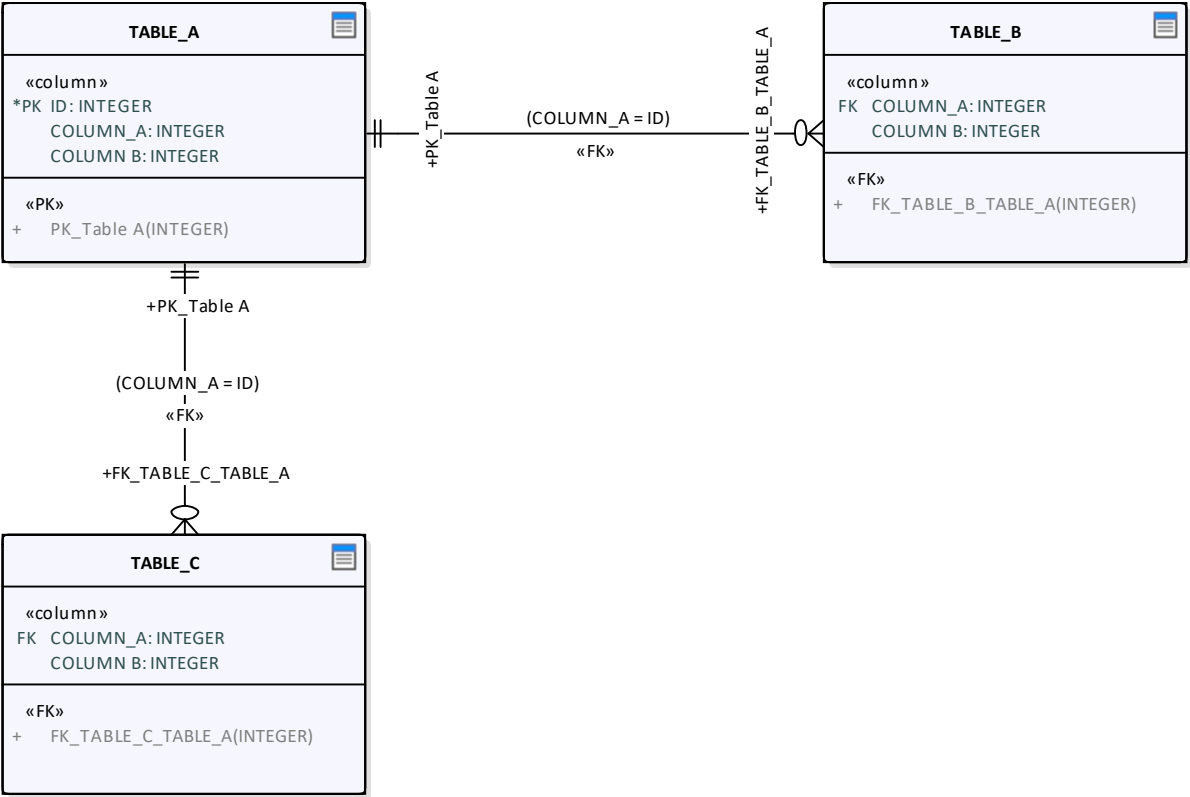 TABLE_A
«column»
*PK ID: INTEGER
COLUMN_A: INTEGER
COLUMN B: INTEGER
«PK»
+ PK_Table A(INTEGER)
+PK_Table A
(COLUMN_A = ID)
«FK»
+FK_TABLE_B_TABLE_A
TABLE_B
«column»
FK COLUMN_A: INTEGER
COLUMN B: INTEGER
«FK»
+ FK_TABLE_B_TABLE_A(INTEGER)
+PK_Table A
(COLUMN_A = ID)
«FK»
+FK_TABLE_C_TABLE_A
TABLE_C
«column»
FK COLUMN_A: INTEGER
COLUMN B: INTEGER
«FK»
+ FK_TABLE_C_TABLE_A(INTEGER)